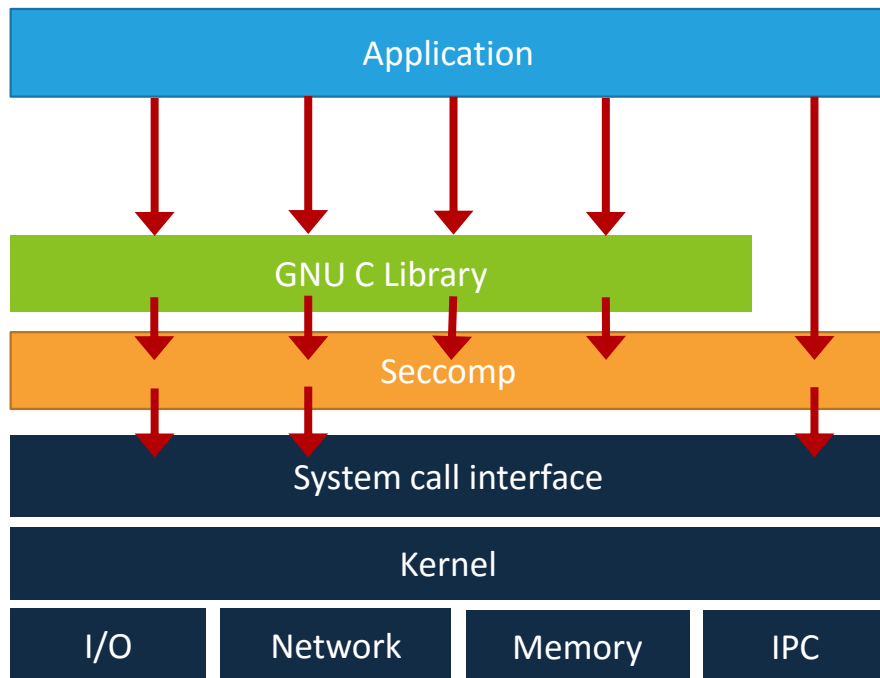 Application
GNU C Library
Seccomp
System call interface
Kernel
I/O
Network
Memory
IPC